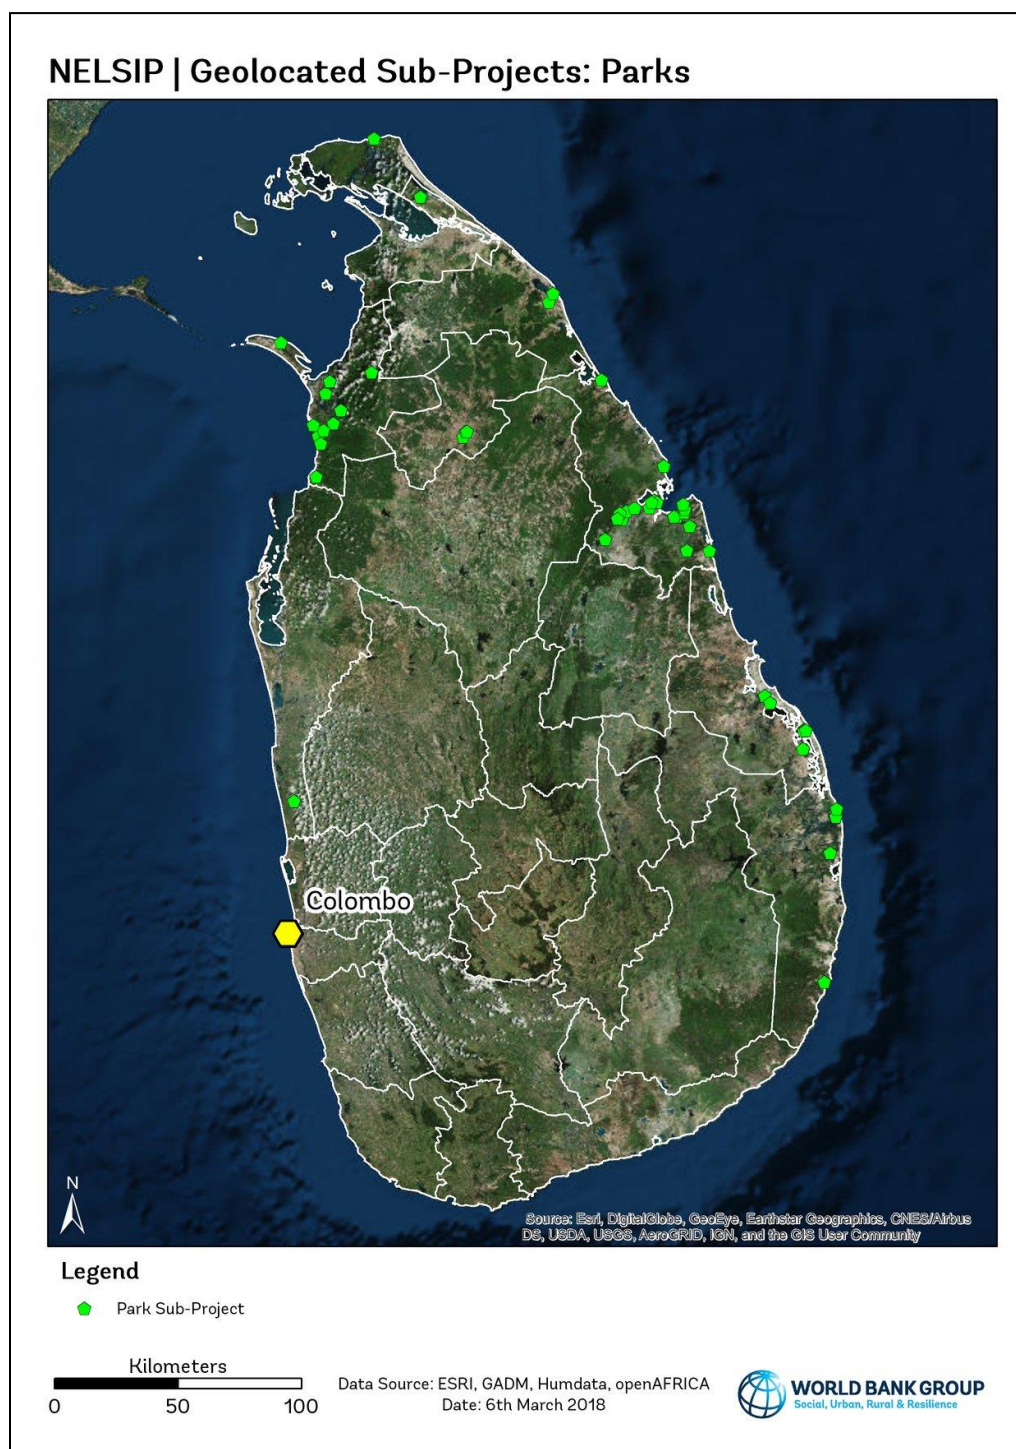 NELSIP | Geolocated Sub-Projects: Parks
Colombo
N
Source: Esri, DigitalGlobe, GeoEye, Earthstar Geographics, CNES/Airbus
DS, USDA, USGS, AeroGRID, IGN, and the GIS User Community
Legend
Park Sub-Project
Kilometers
0 50 100
Data Source: ESRI, GADM, Humdata, openAFRICA
Date: 6th March 2018
WORLD BANK GROUP
Social, Urban, Rural & Resilience